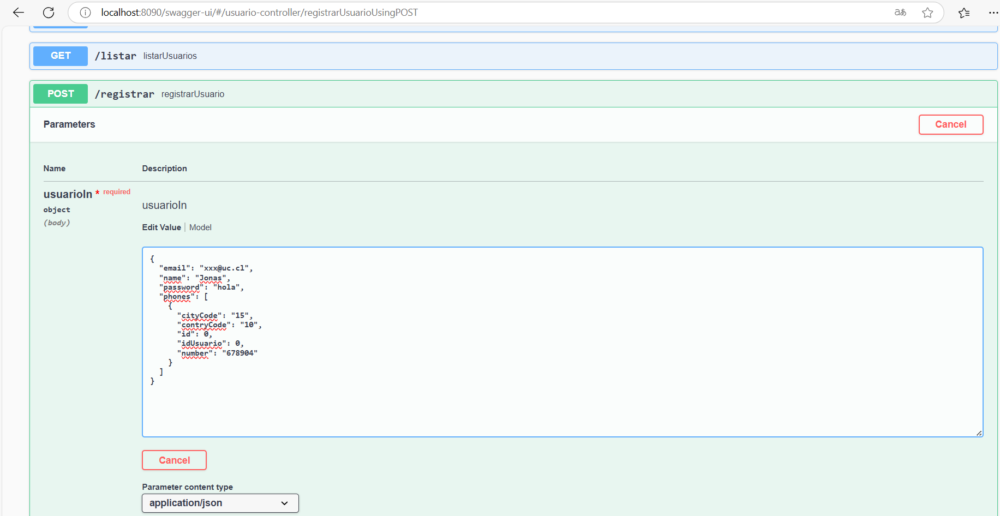 localhost:8090/swagger-ui/#/usuario-controller/registrarUsuarioUsingPOST
GET /listar listarUsuarios
POST /registrar registrarUsuario
Parameters Cancel
Name Description
usuarioIn * required
object
(body)
usuarioIn
Edit Value | Model
{
  "email": "xxx@uc.cl",
  "name": "Jonas",
  "password": "hola",
  "phones": [
    {
      "cityCode": "15",
      "contryCode": "10",
      "id": 0,
      "idUsuario": 0,
      "number": "678904"
    }
  ]
}
Cancel
Parameter content type
application/json